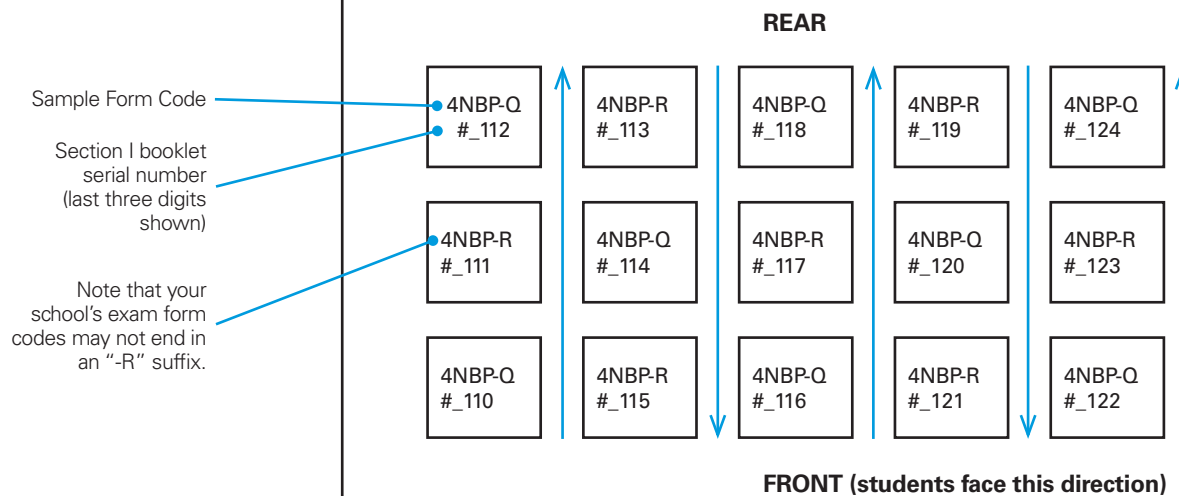 REAR
Sample Form Code
Section I booklet
serial number
(last three digits
shown)
Note that your
school's exam form
codes may not end in
an “-R” suffix.
4NBP-Q
#_112
4NBP-R
#_113
4NBP-Q
#_118
4NBP-R
#_119
4NBP-Q
#_124
4NBP-R
#_111
4NBP-Q
#_114
4NBP-R
#_117
4NBP-Q
#_120
4NBP-R
#_123
4NBP-Q
#_110
4NBP-R
#_115
4NBP-Q
#_116
4NBP-R
#_121
4NBP-Q
#_122
FRONT (students face this direction)